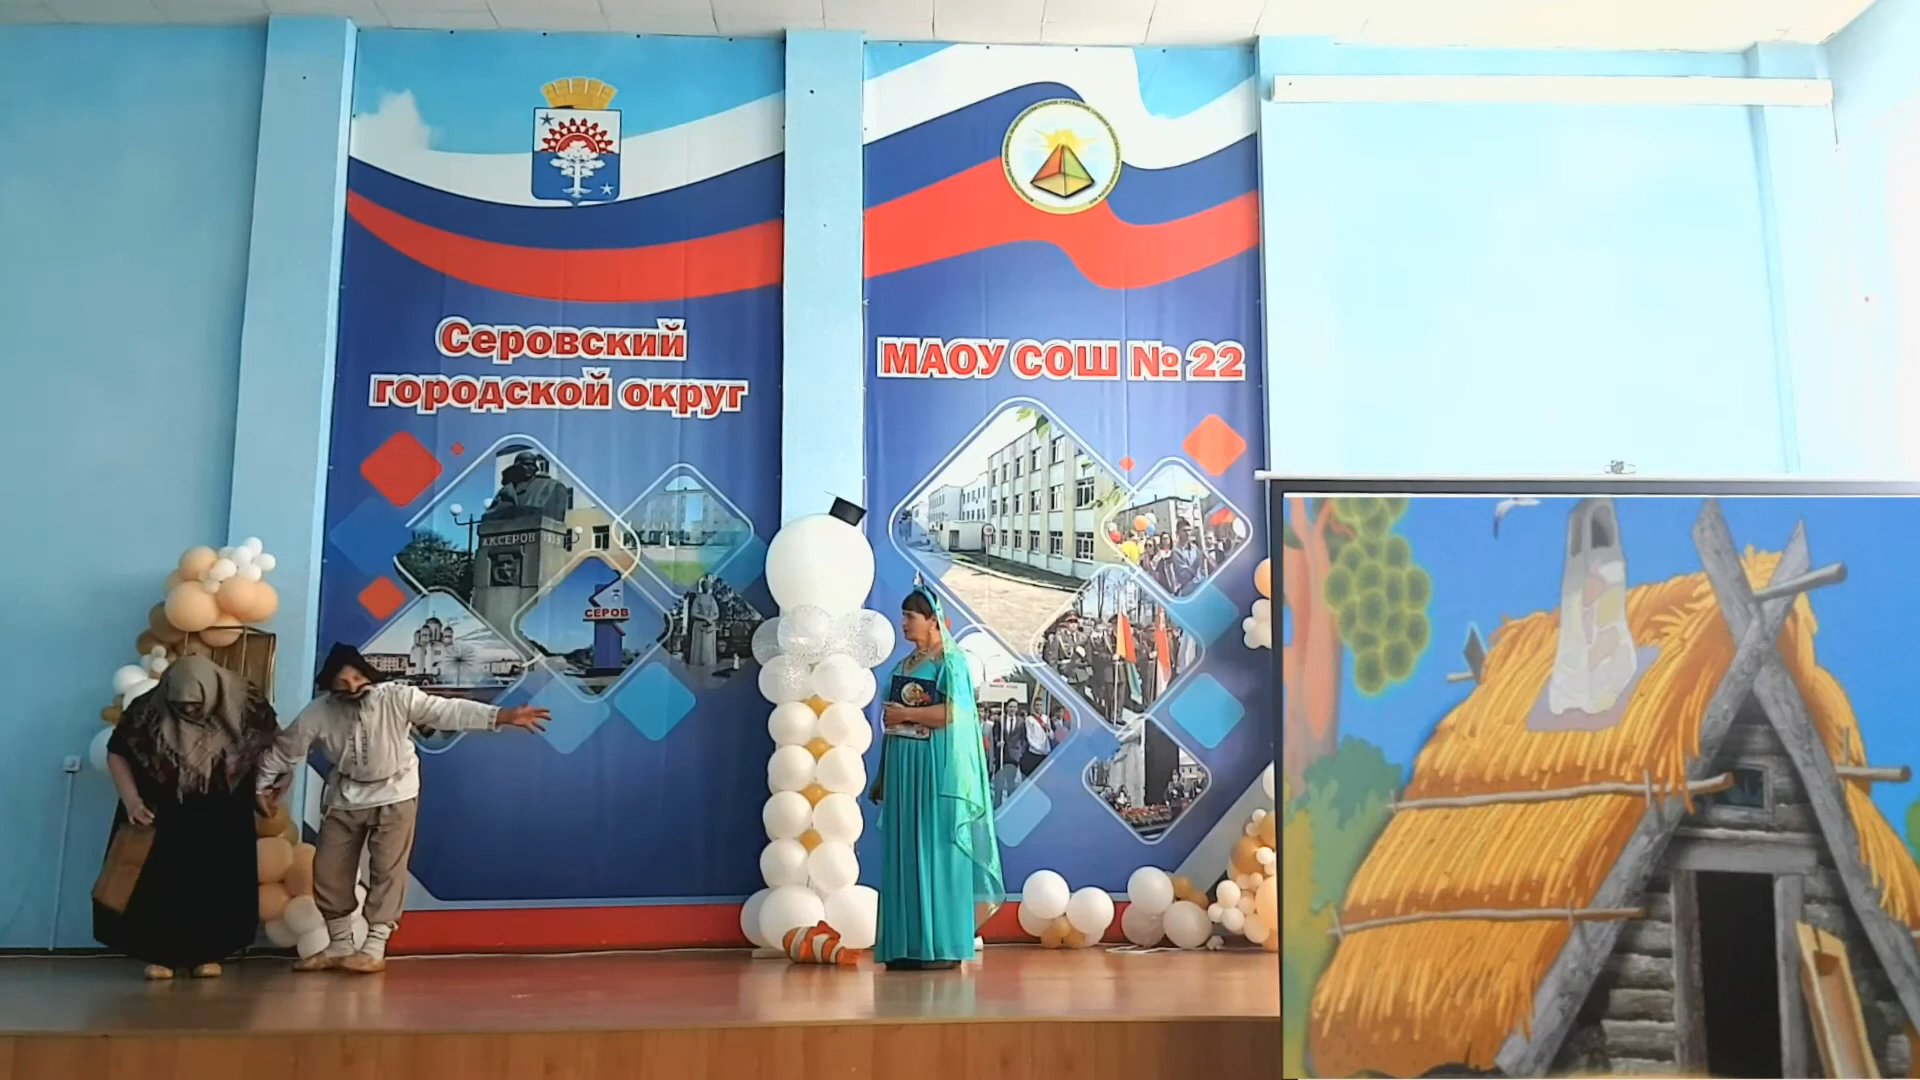 Серовский
городской округ
МАОУ СОШ № 22
А.К.СЕРОВ
СЕРОВ